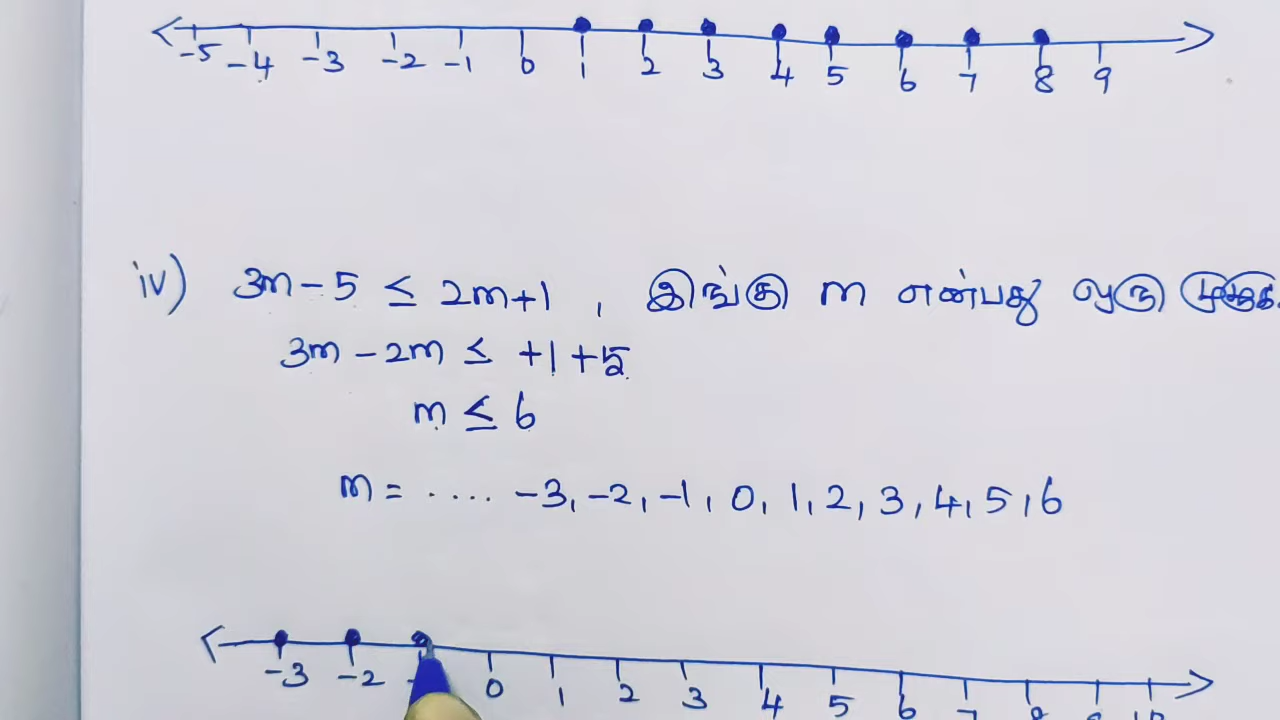 -5 -4 -3 -2 -1 0 1 2 3 4 5 6 7 8 9
iv) 3m - 5 ≤ 2m + 1 , இங்கு m என்பது ஒரு
3m - 2m ≤ +1 + 5
m ≤ 6
m = .... -3, -2, -1, 0, 1, 2, 3, 4, 5, 6
-3 -2 0 1 2 3 4 5 6 7